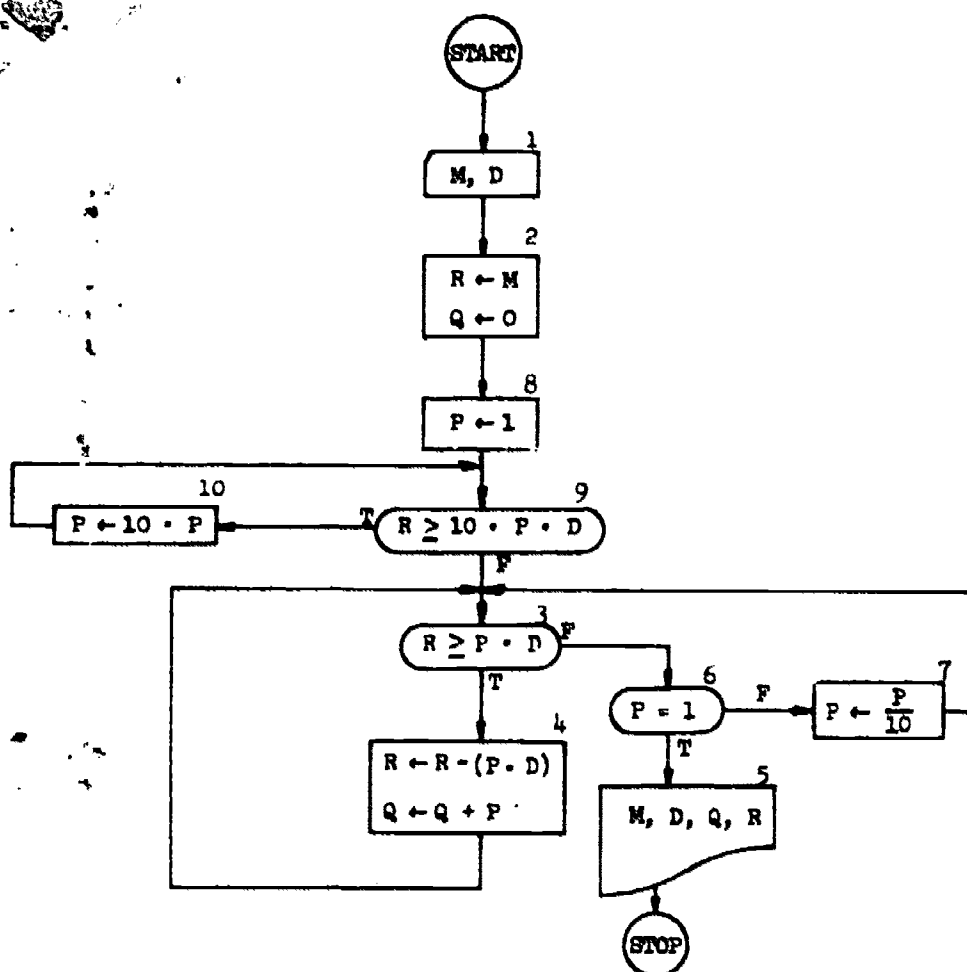 START
1
M, D
2
R ← M
Q ← 0
8
P ← 1
10
P ← 10 · P
T
9
R ≥ 10 · P · D
F
3
R ≥ P · D
F
T
6
P = 1
F
7
P ← P/10
T
4
R ← R - (P · D)
Q ← Q + P
5
M, D, Q, R
STOP